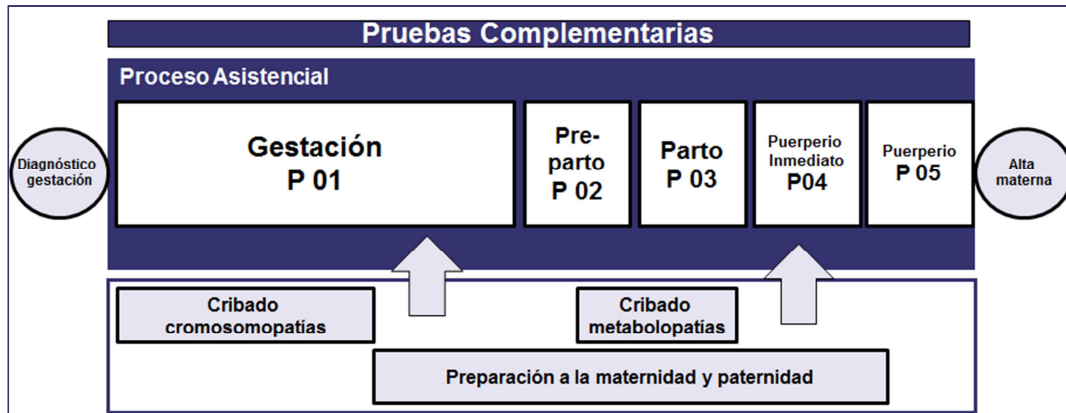 Pruebas Complementarias
Proceso Asistencial
Diagnóstico
gestación
Gestación
P 01
Pre-
parto
P 02
Parto
P 03
Puerperio
Inmediato
P04
Puerperio
P 05
Alta
materna
Cribado
cromosomopatías
Cribado
metabolopatías
Preparación a la maternidad y paternidad